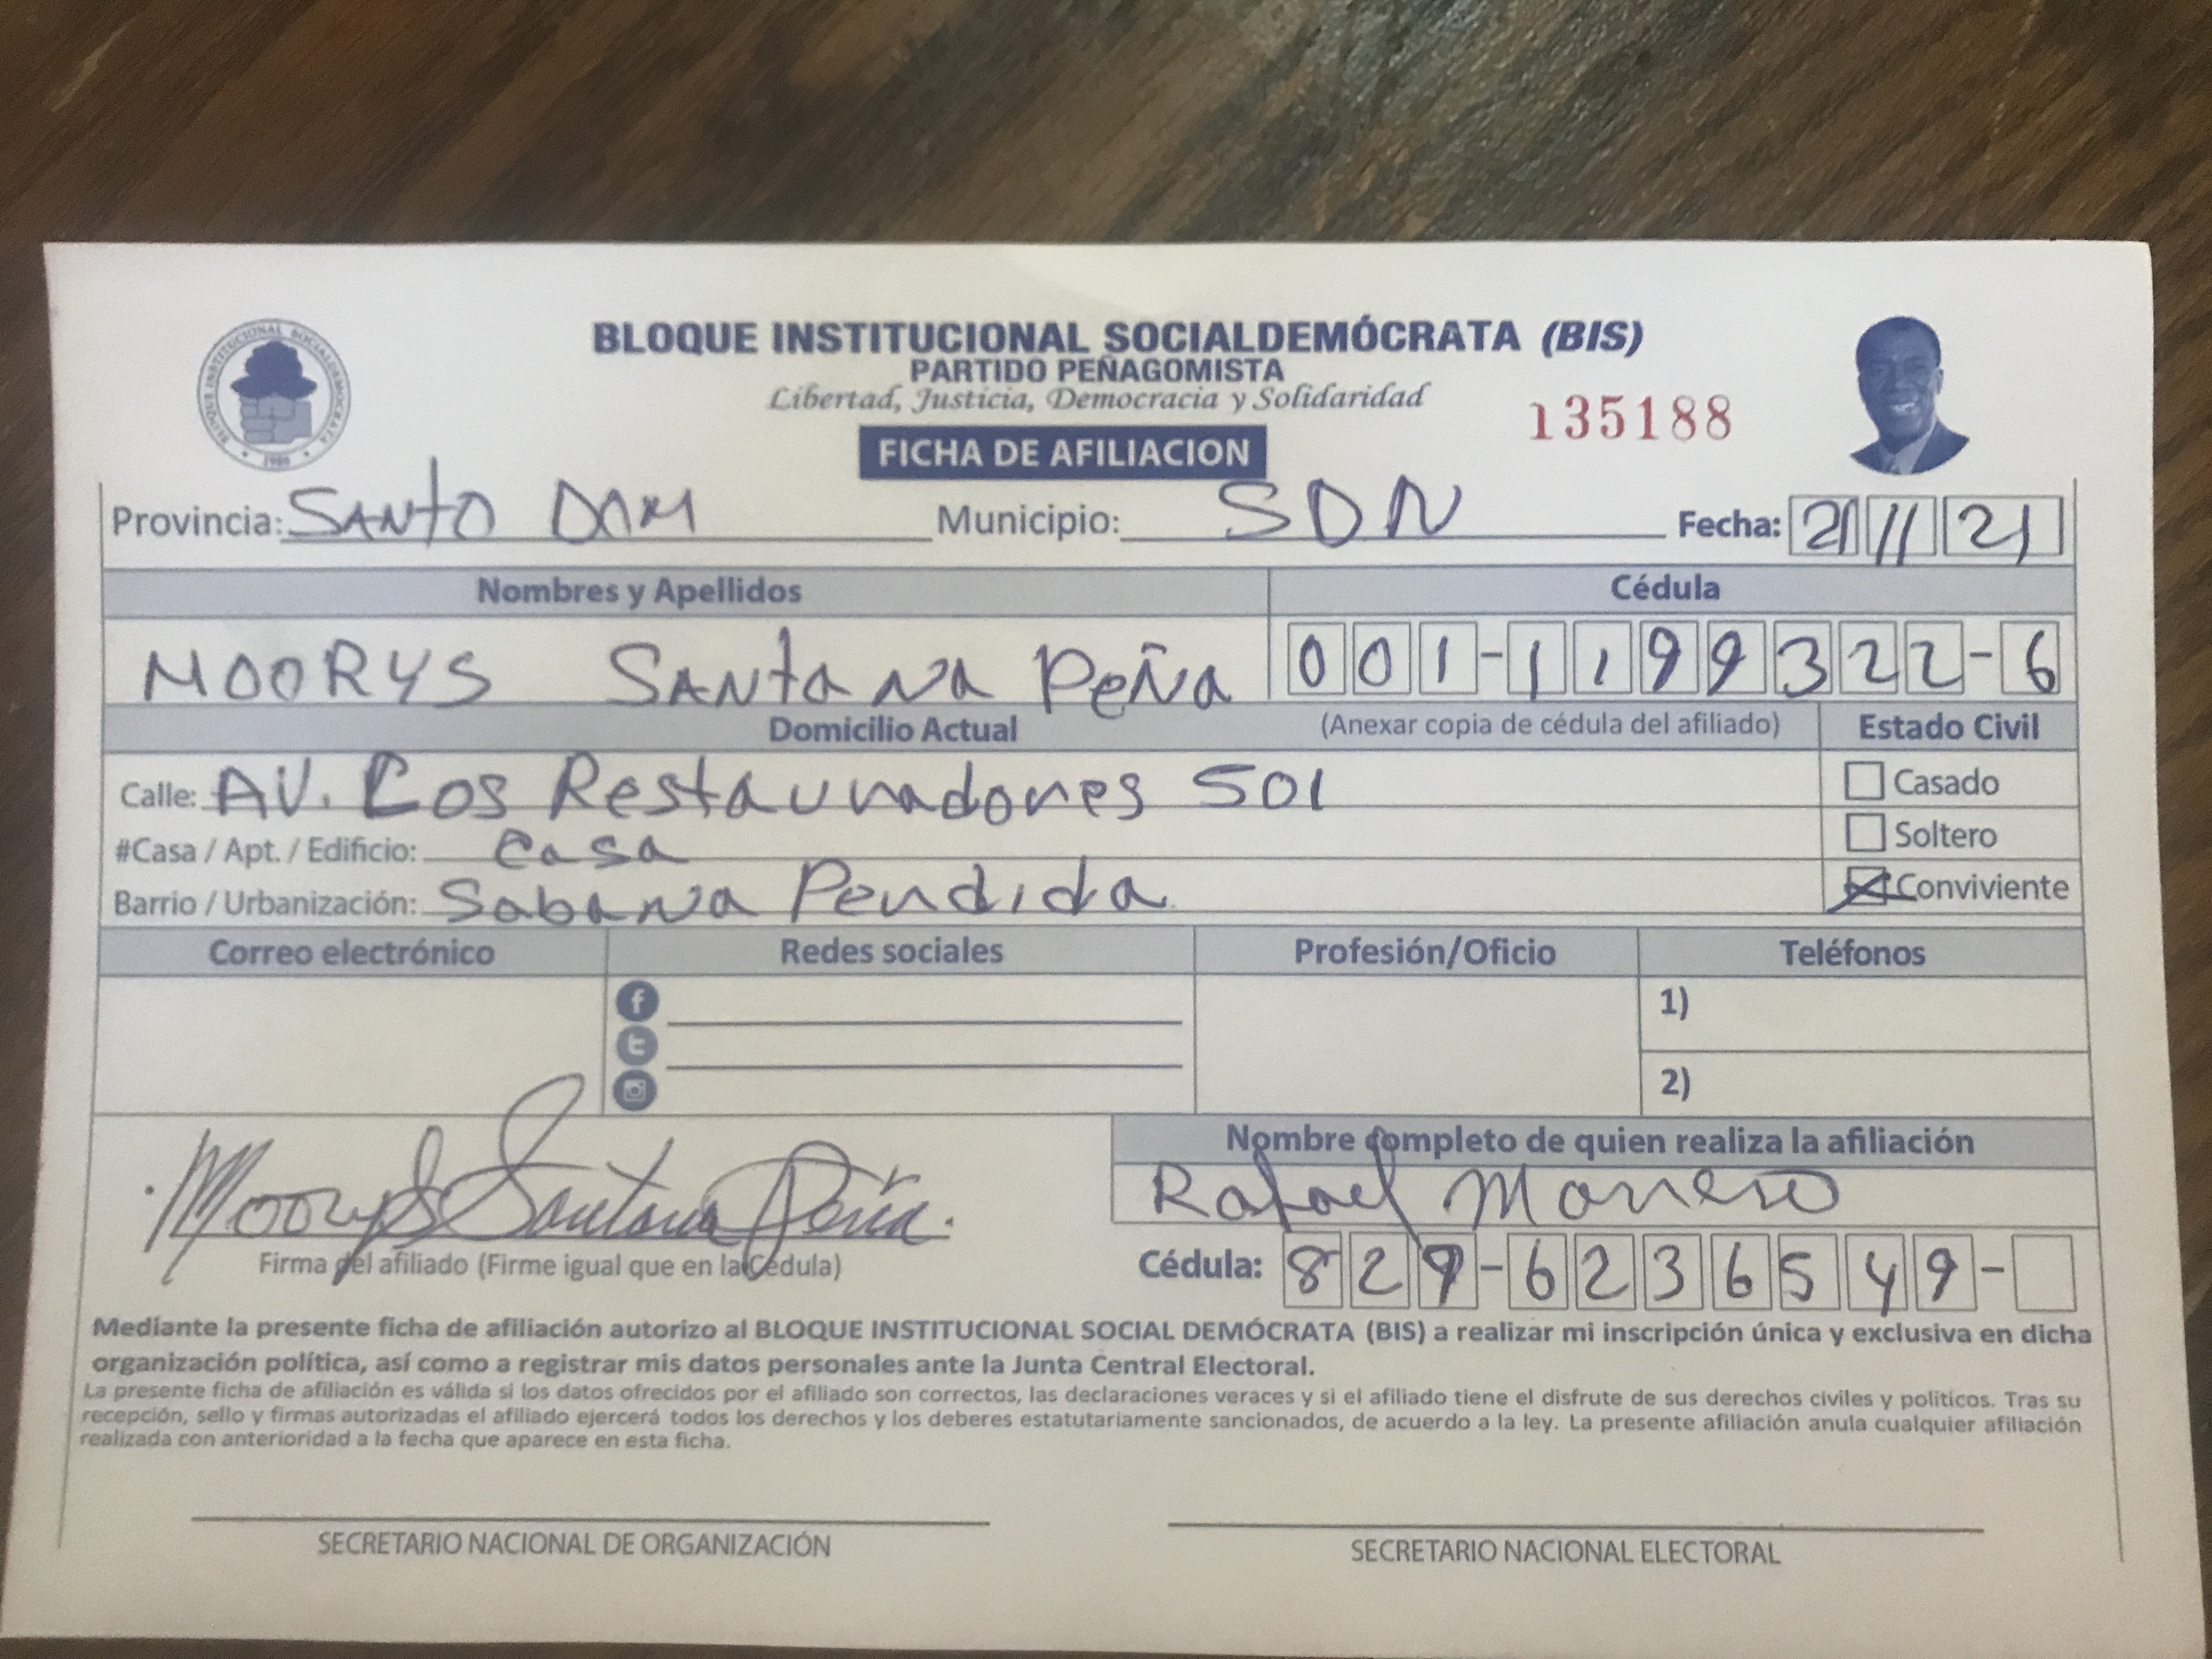 BLOQUE INSTITUCIONAL SOCIALDEMÓCRATA (BIS)
PARTIDO PEÑAGOMISTA
Libertad, Justicia, Democracia y Solidaridad
135188
FICHA DE AFILIACION
BLOQUE INSTITUCIONAL SOCIALDEMOCRATA
Provincia: SANTO DOM Municipio: SDN Fecha: 21 11 21
Nombres y Apellidos Cédula
MOORYS SANTANA PEÑA 001-1199322-6
Domicilio Actual (Anexar copia de cédula del afiliado) Estado Civil
Calle: AV. Los Restauradores 501 Casado
#Casa / Apt. / Edificio: Casa Soltero
Barrio / Urbanización: Sabana Perdida Conviviente
Correo electrónico Redes sociales Profesión/Oficio Teléfonos
1)
2)
Nombre completo de quien realiza la afiliación
Moorys Santana Peña. Rafael
Firma del afiliado (Firme igual que en la Cédula) Cédula: 829-6236549-
Mediante la presente ficha de afiliación autorizo al BLOQUE INSTITUCIONAL SOCIAL DEMÓCRATA (BIS) a realizar mi inscripción única y exclusiva en dicha
organización política, así como a registrar mis datos personales ante la Junta Central Electoral.
La presente ficha de afiliación es válida si los datos ofrecidos por el afiliado son correctos, las declaraciones veraces y si el afiliado tiene el disfrute de sus derechos civiles y políticos. Tras su
recepción, sello y firmas autorizadas el afiliado ejercerá todos los derechos y los deberes estatutariamente sancionados, de acuerdo a la ley. La presente afiliación anula cualquier afiliación
realizada con anterioridad a la fecha que aparece en esta ficha.
SECRETARIO NACIONAL DE ORGANIZACIÓN SECRETARIO NACIONAL ELECTORAL